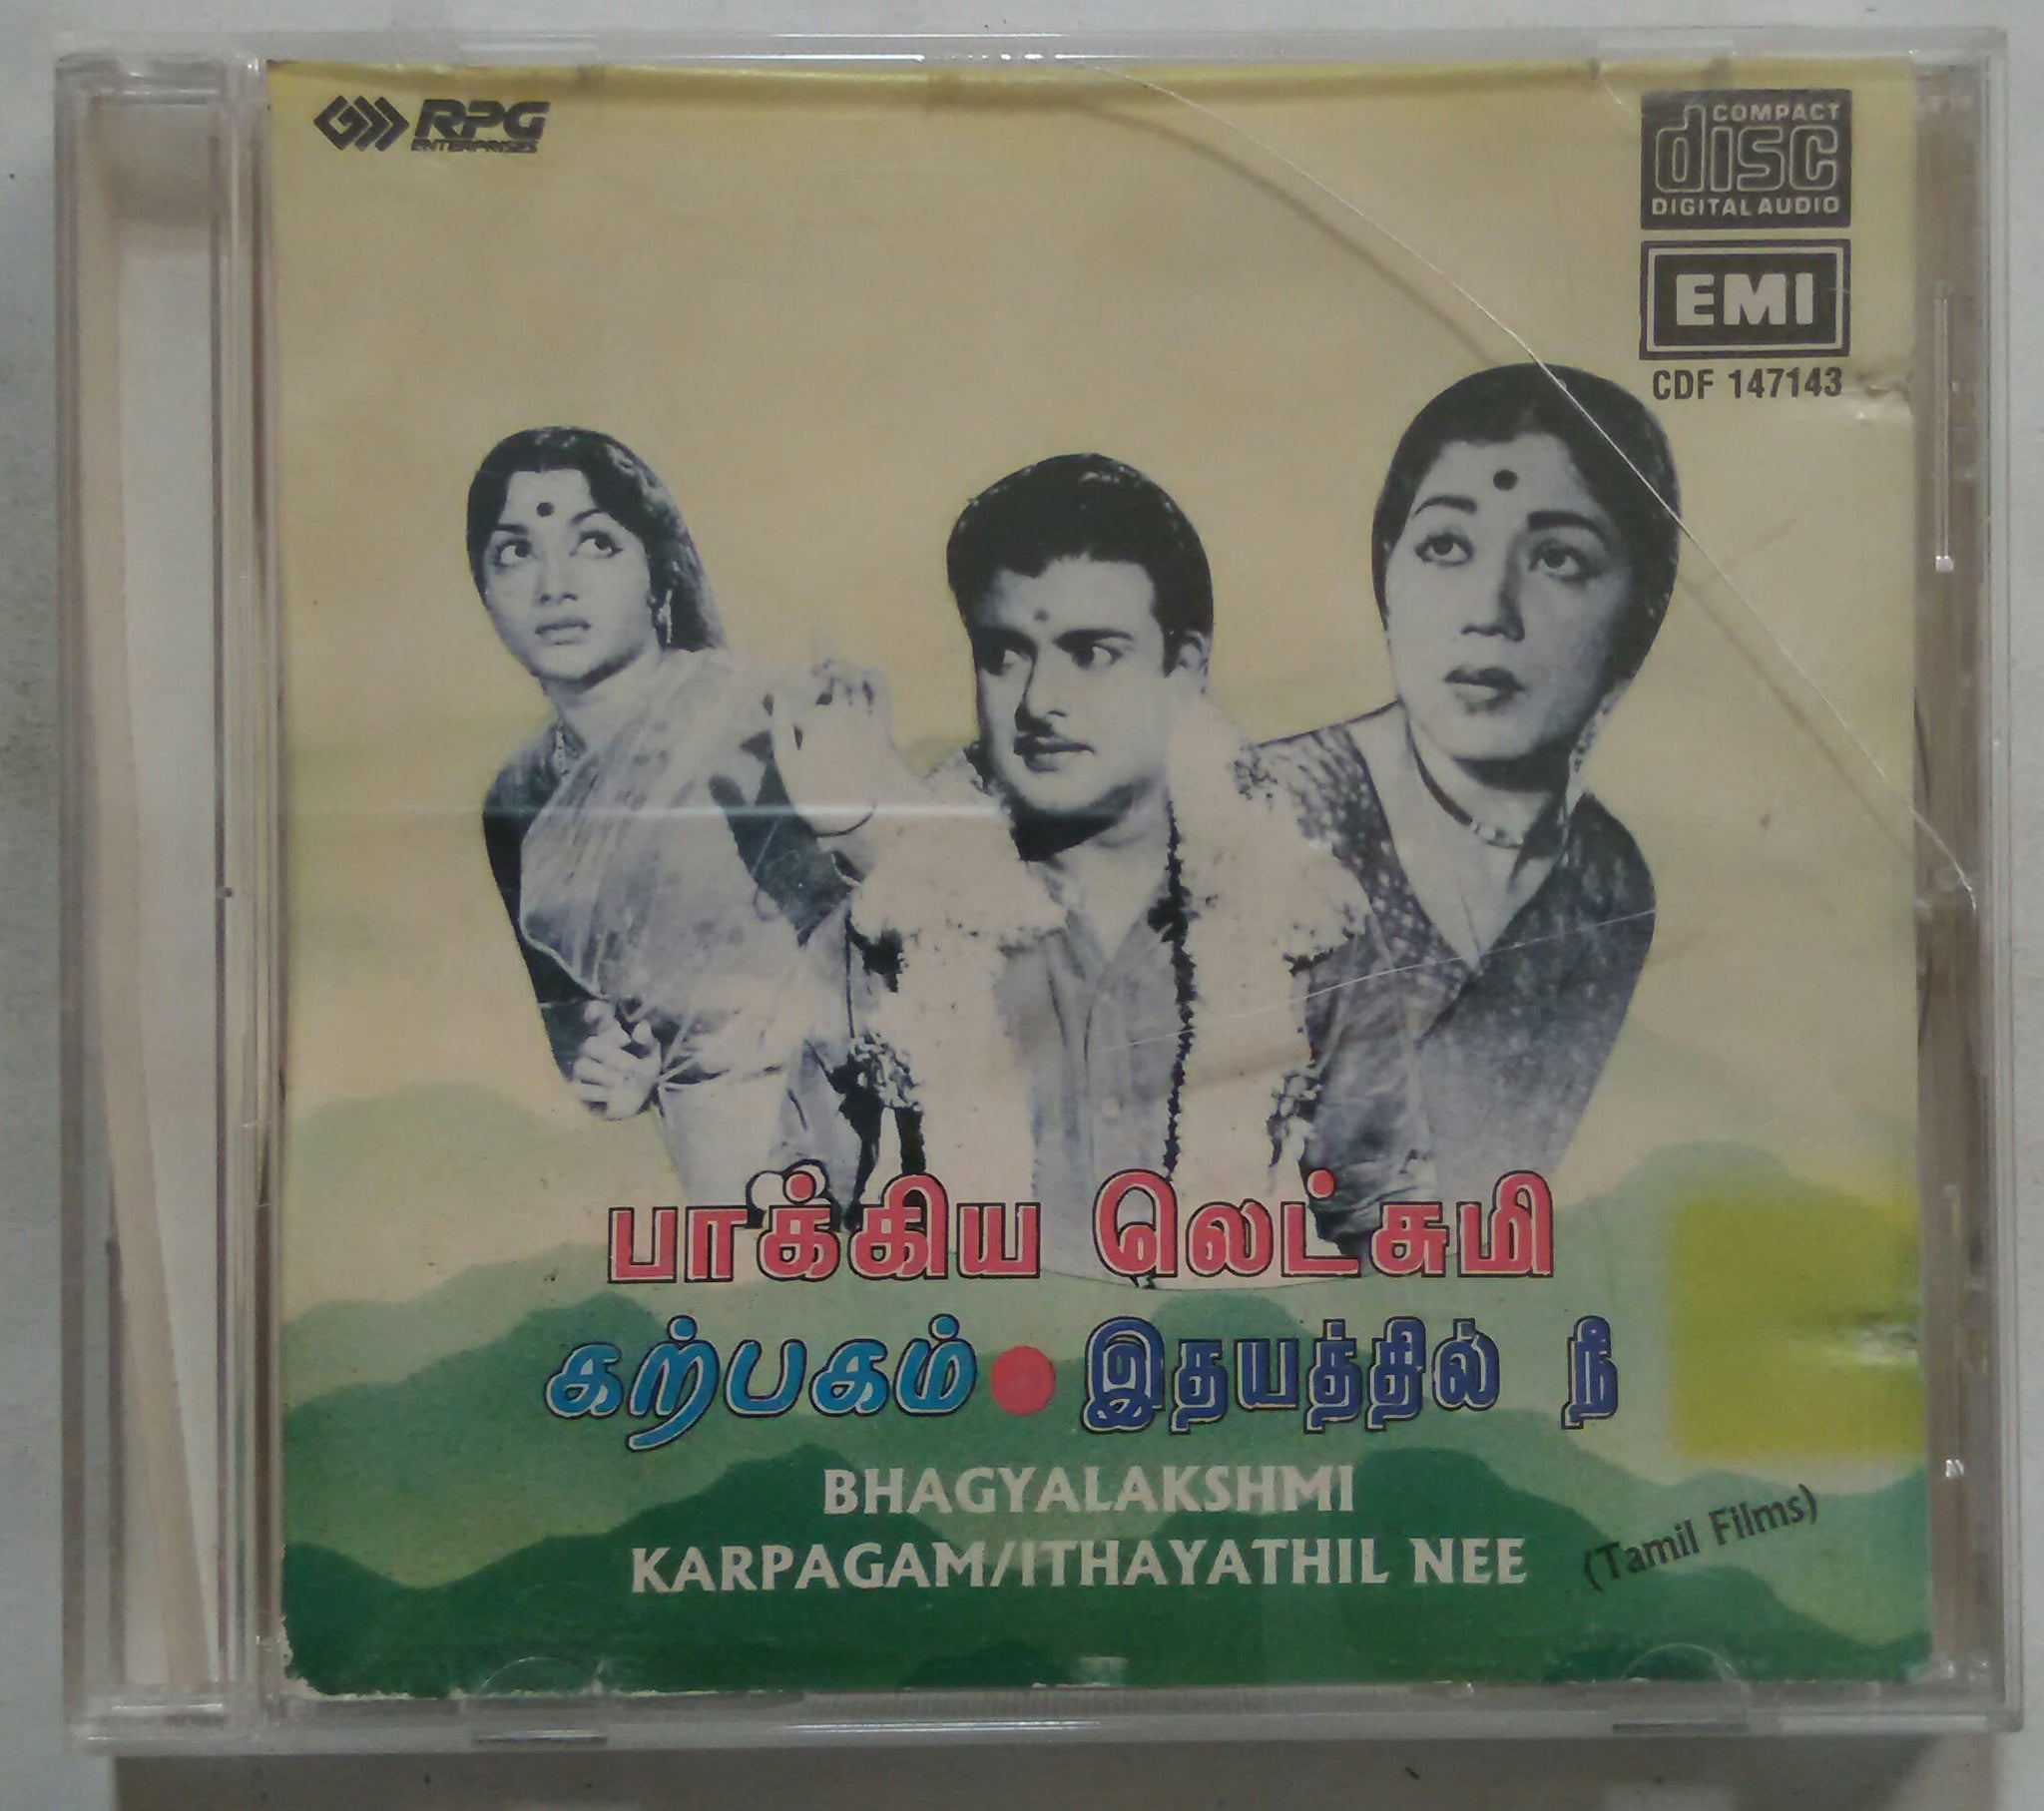 RPG
ENTERPRISES
COMPACT
disc
DIGITAL AUDIO
EMI
CDF 147143
பாக்கிய லெட்சுமி
கற்பகம் • இதயத்தில் நீ
BHAGYALAKSHMI
KARPAGAM/ITHAYATHIL NEE
(Tamil Films)